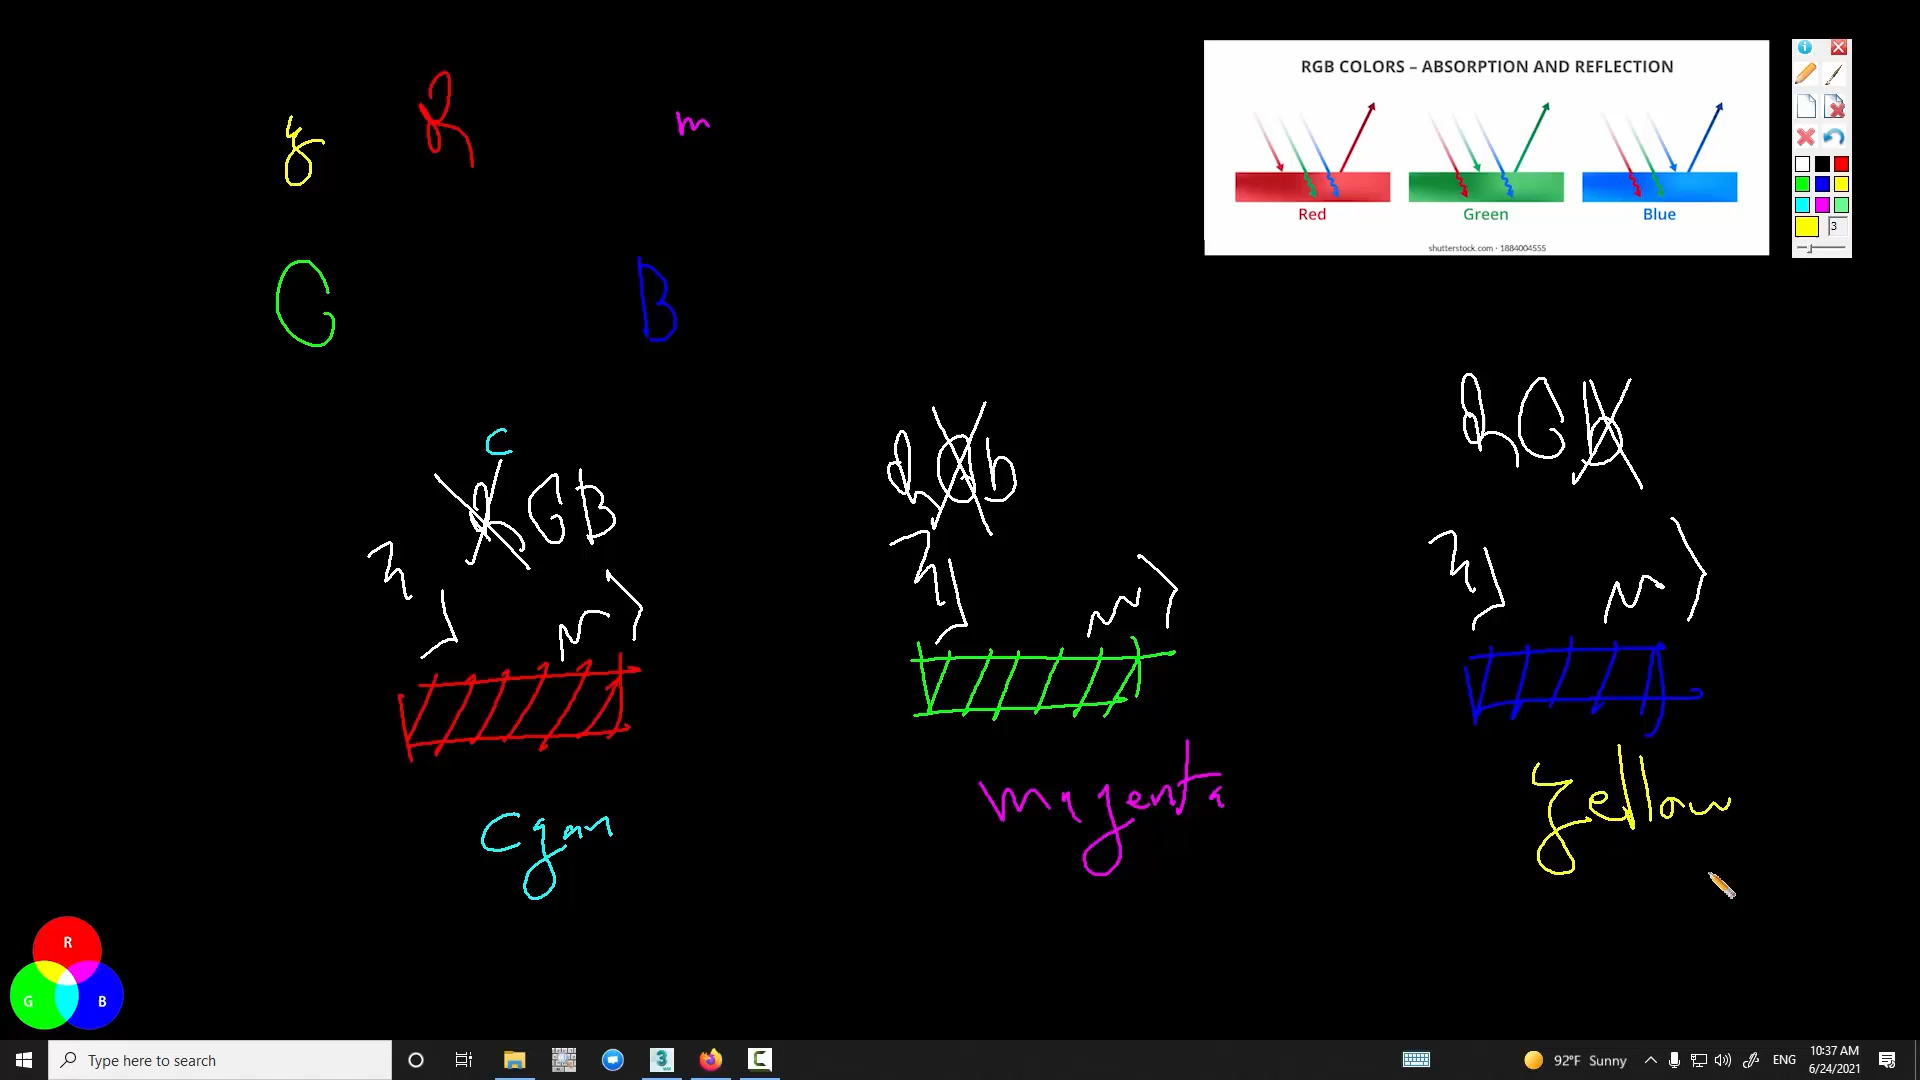 RGB COLORS – ABSORPTION AND REFLECTION
Red
Green
Blue
shutterstock.com · 1884004555
3
y
R
m
G
B
C
RGB
RGb
RGb
Cyan
magenta
yellow
R
G
B
Type here to search
92°F Sunny
ENG
10:37 AM
6/24/2021